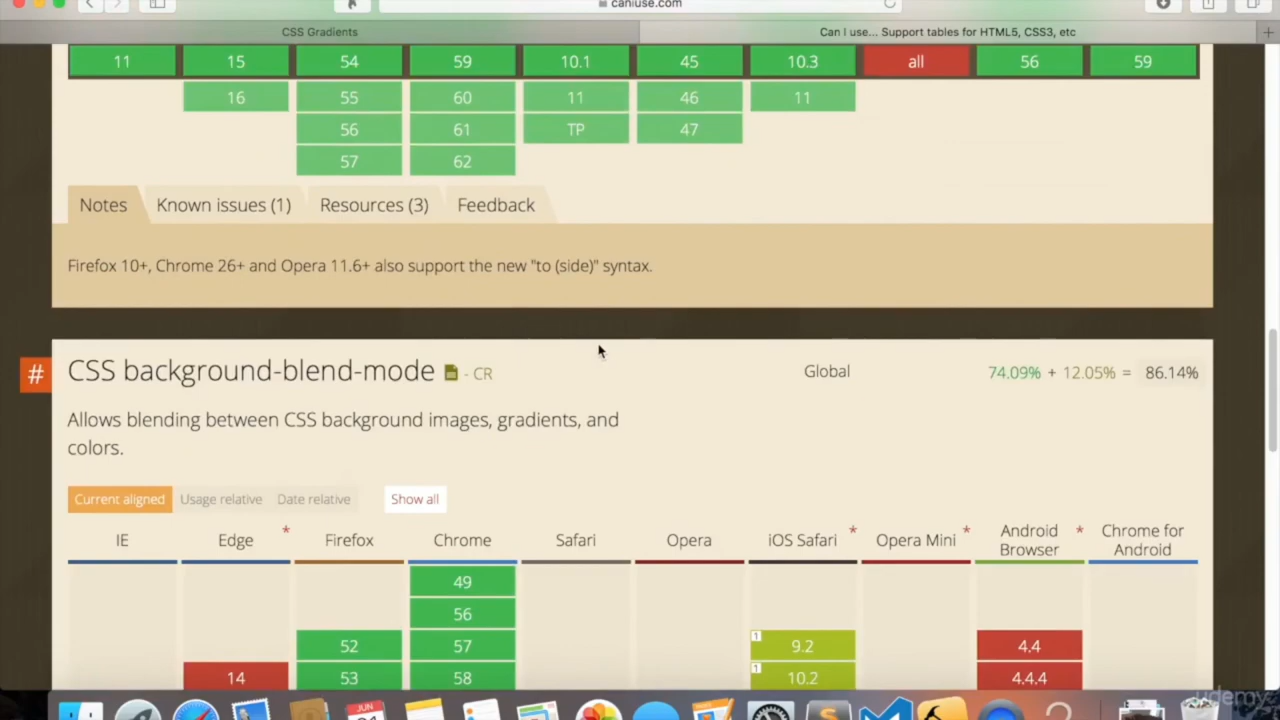 caniuse.com
CSS Gradients
Can I use... Support tables for HTML5, CSS3, etc
11 15 54 59 10.1 45 10.3 all 56 59
16 55 60 11 46 11
56 61 TP 47
57 62
Notes Known issues (1) Resources (3) Feedback
Firefox 10+, Chrome 26+ and Opera 11.6+ also support the new "to (side)" syntax.
# CSS background-blend-mode - CR Global 74.09% + 12.05% = 86.14%
Allows blending between CSS background images, gradients, and
colors.
Current aligned Usage relative Date relative Show all
IE Edge * Firefox Chrome Safari Opera iOS Safari * Opera Mini * Android Browser * Chrome for Android
49
56
52 57 1 9.2 4.4
14 53 58 1 10.2 4.4.4
JUN
udemy